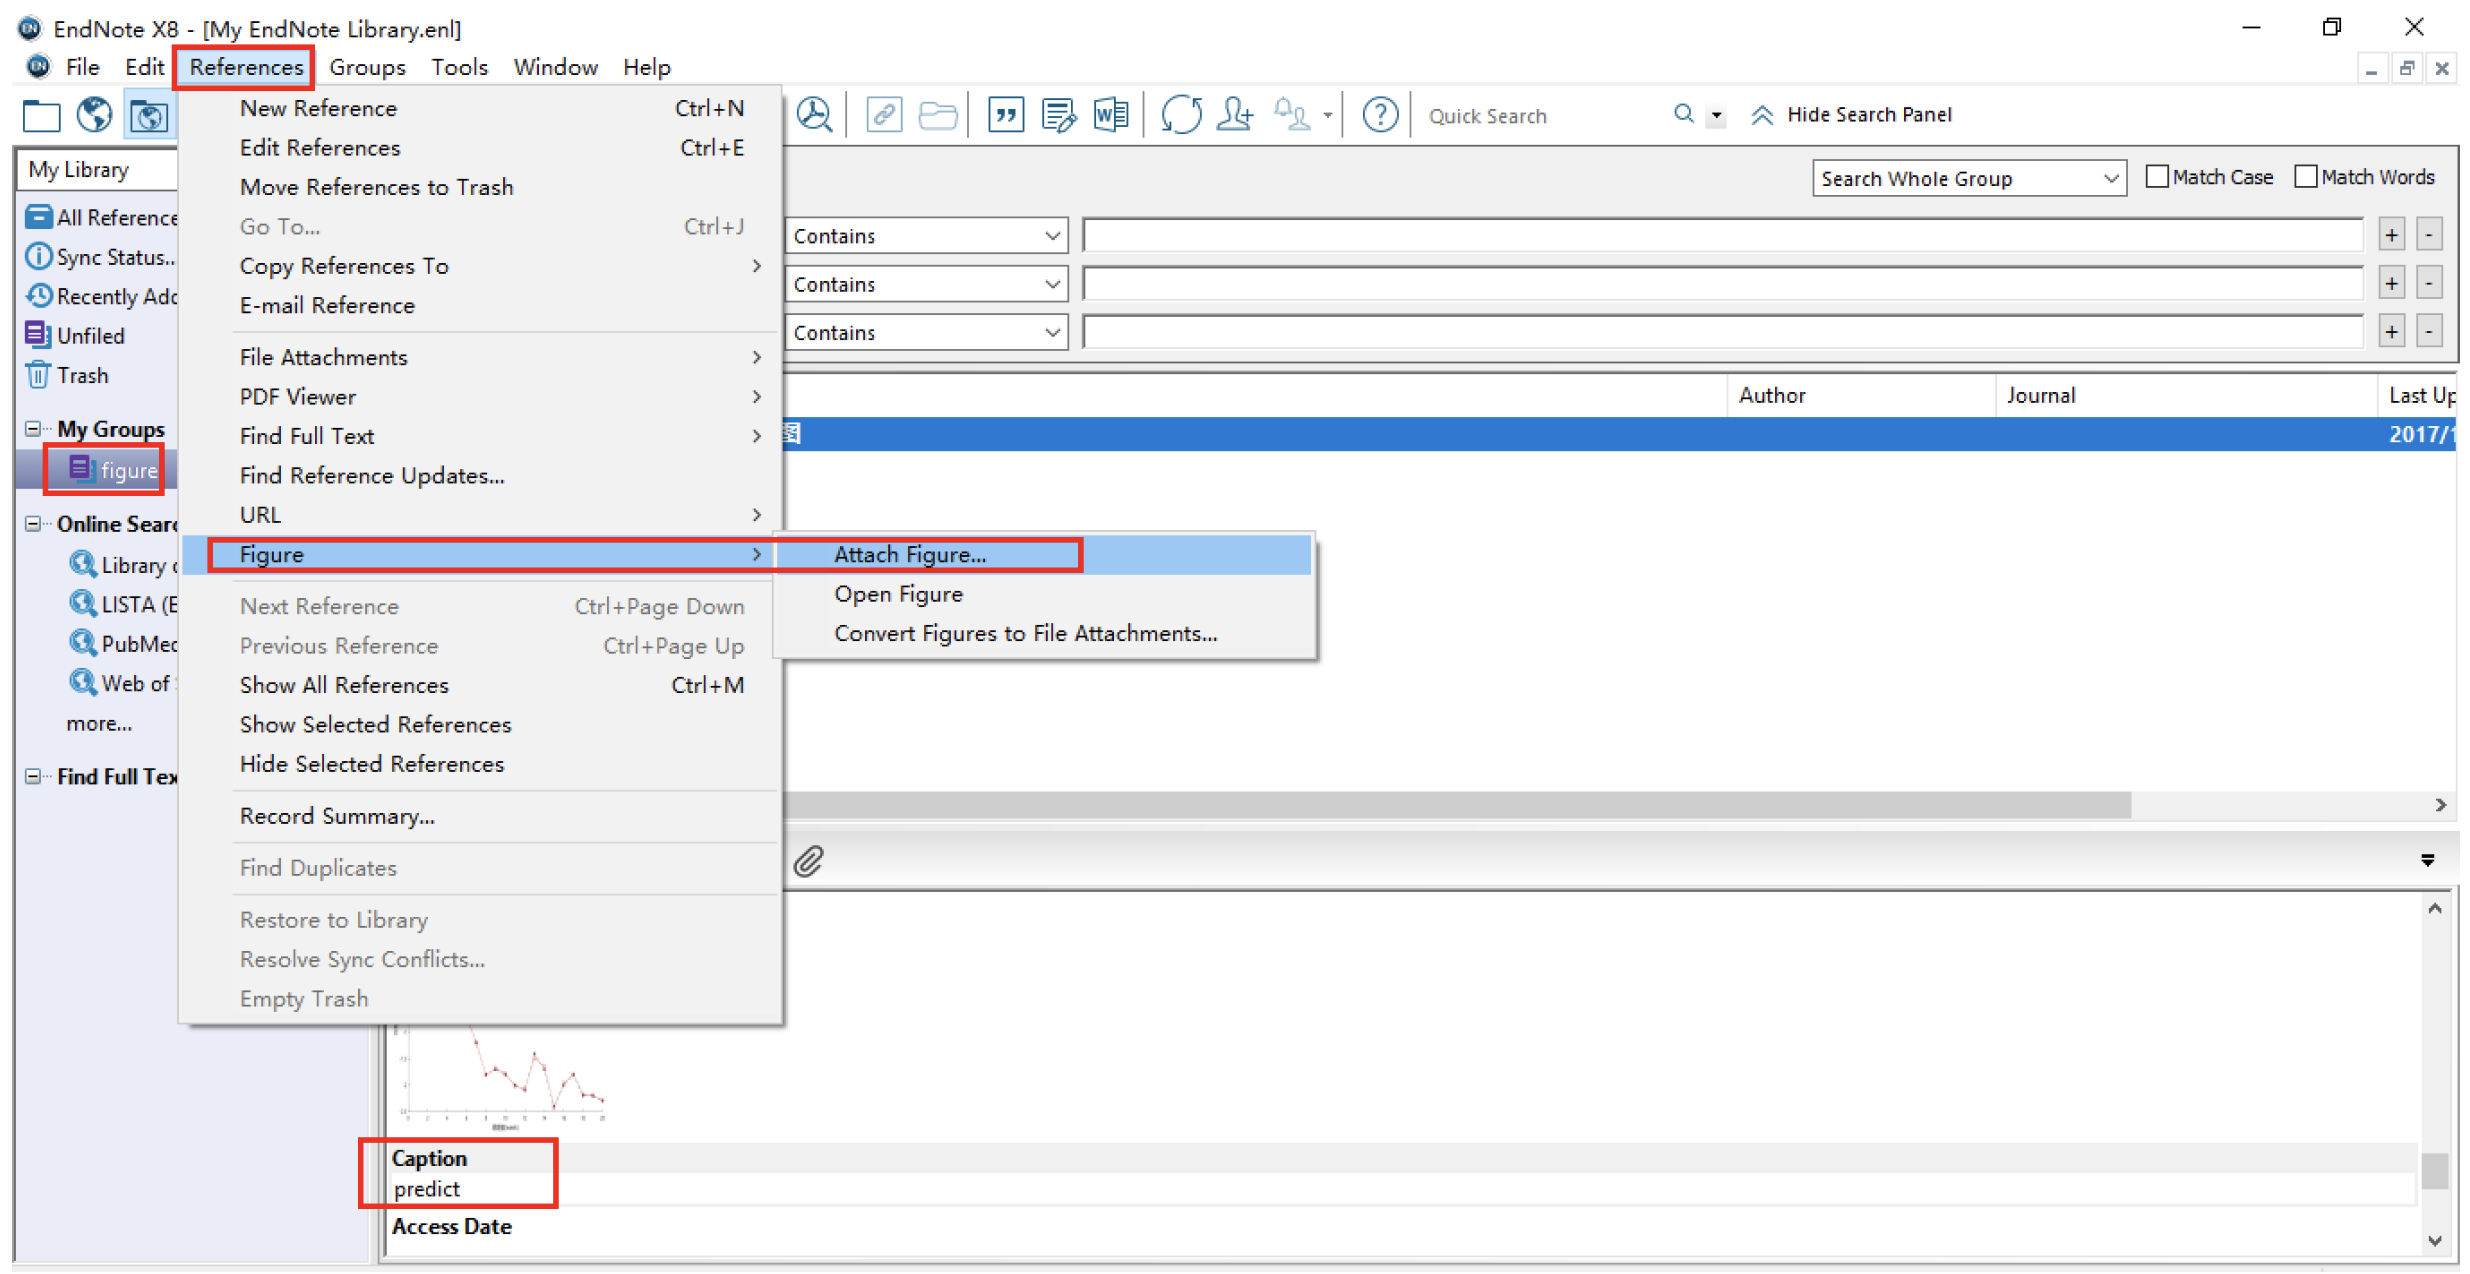 EndNote X8 - [My EndNote Library.enl]
File Edit References Groups Tools Window Help
Quick Search
Hide Search Panel
My Library
All Reference
Sync Status...
Recently Add
Unfiled
Trash
My Groups
figure
Online Searc
Library
LISTA (E
PubMed
Web of
more...
Find Full Tex
New Reference Ctrl+N
Edit References Ctrl+E
Move References to Trash
Go To... Ctrl+J
Copy References To
E-mail Reference
File Attachments
PDF Viewer
Find Full Text
Find Reference Updates...
URL
Figure
Next Reference Ctrl+Page Down
Previous Reference Ctrl+Page Up
Show All References Ctrl+M
Show Selected References
Hide Selected References
Record Summary...
Find Duplicates
Restore to Library
Resolve Sync Conflicts...
Empty Trash
Attach Figure...
Open Figure
Convert Figures to File Attachments...
Search Whole Group Match Case Match Words
Contains + -
Contains + -
Contains + -
Author Journal Last Up
图 2017/1
Caption
predict
Access Date